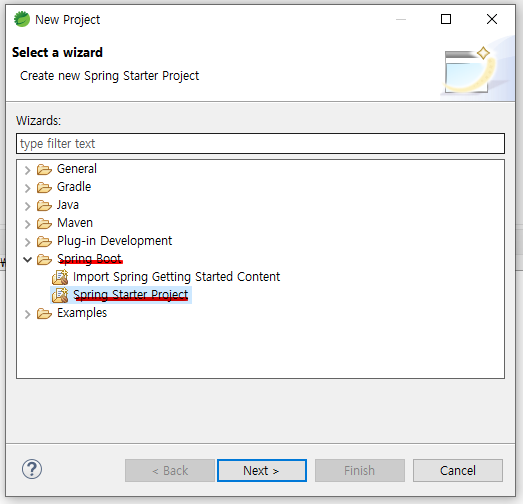 New Project
Select a wizard
Create new Spring Starter Project
Wizards:
type filter text
General
Gradle
Java
Maven
Plug-in Development
Spring Boot
Import Spring Getting Started Content
Spring Starter Project
Examples
?
< Back
Next >
Finish
Cancel